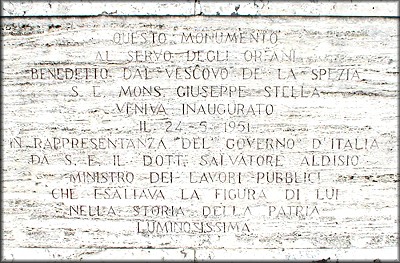 QUESTO MONUMENTO
AL SERVO DEGLI ORFANI
BENEDETTO DAL VESCOVO DE LA SPEZIA
S. E. MONS. GIUSEPPE STELLA
VENIVA INAUGURATO
IL 24-5-1951
IN RAPPRESENTANZA DEL GOVERNO D'ITALIA
DA S. E. IL DOTT. SALVATORE ALDISIO
MINISTRO DEI LAVORI PUBBLICI
CHE ESALTAVA LA FIGURA DI LUI
NELLA STORIA DELLA PATRIA
LUMINOSISSIMA